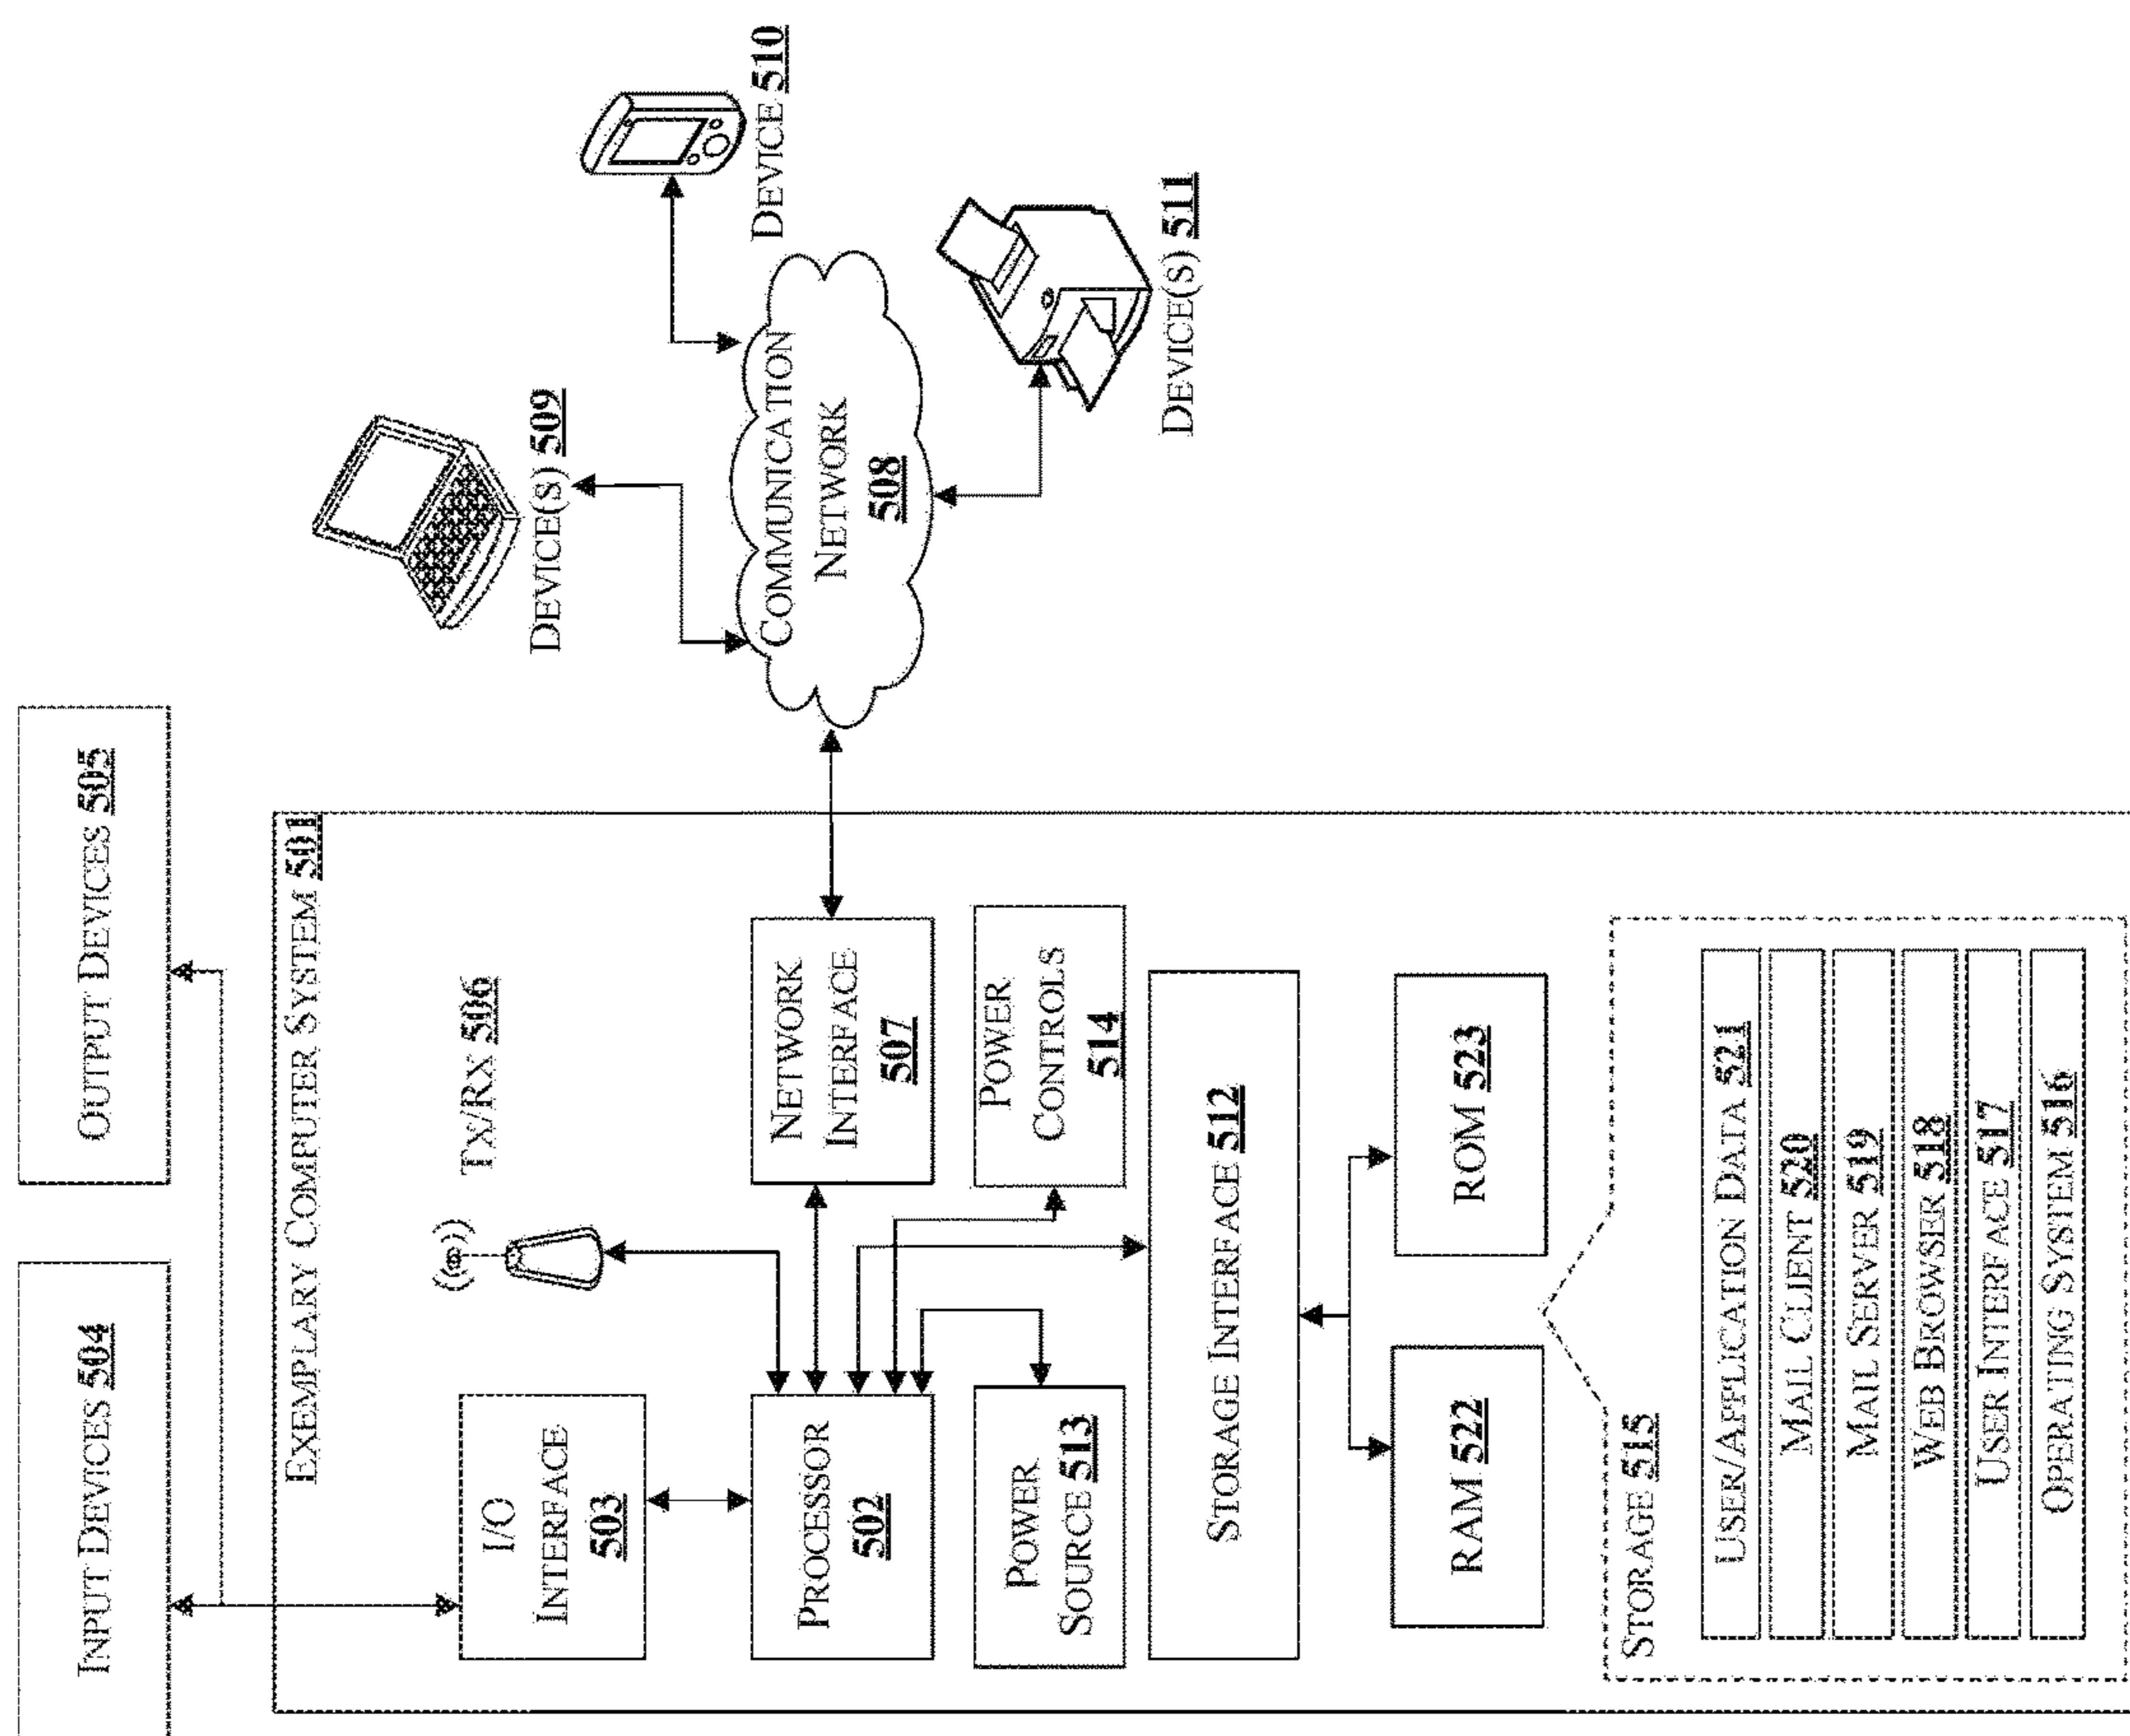 INPUT DEVICES 504
OUTPUT DEVICES 505
EXEMPLARY COMPUTER SYSTEM 501
I/O
INTERFACE
503
TX/RX 506
DEVICE(S) 509
PROCESSOR
502
NETWORK
INTERFACE
507
COMMUNICATION
NETWORK
508
DEVICE 510
POWER
SOURCE 513
POWER
CONTROLS
514
DEVICE(S) 511
STORAGE INTERFACE 512
RAM 522
ROM 523
STORAGE 515
USER/APPLICATION DATA 521
MAIL CLIENT 520
MAIL SERVER 519
WEB BROWSER 518
USER INTERFACE 517
OPERATING SYSTEM 516